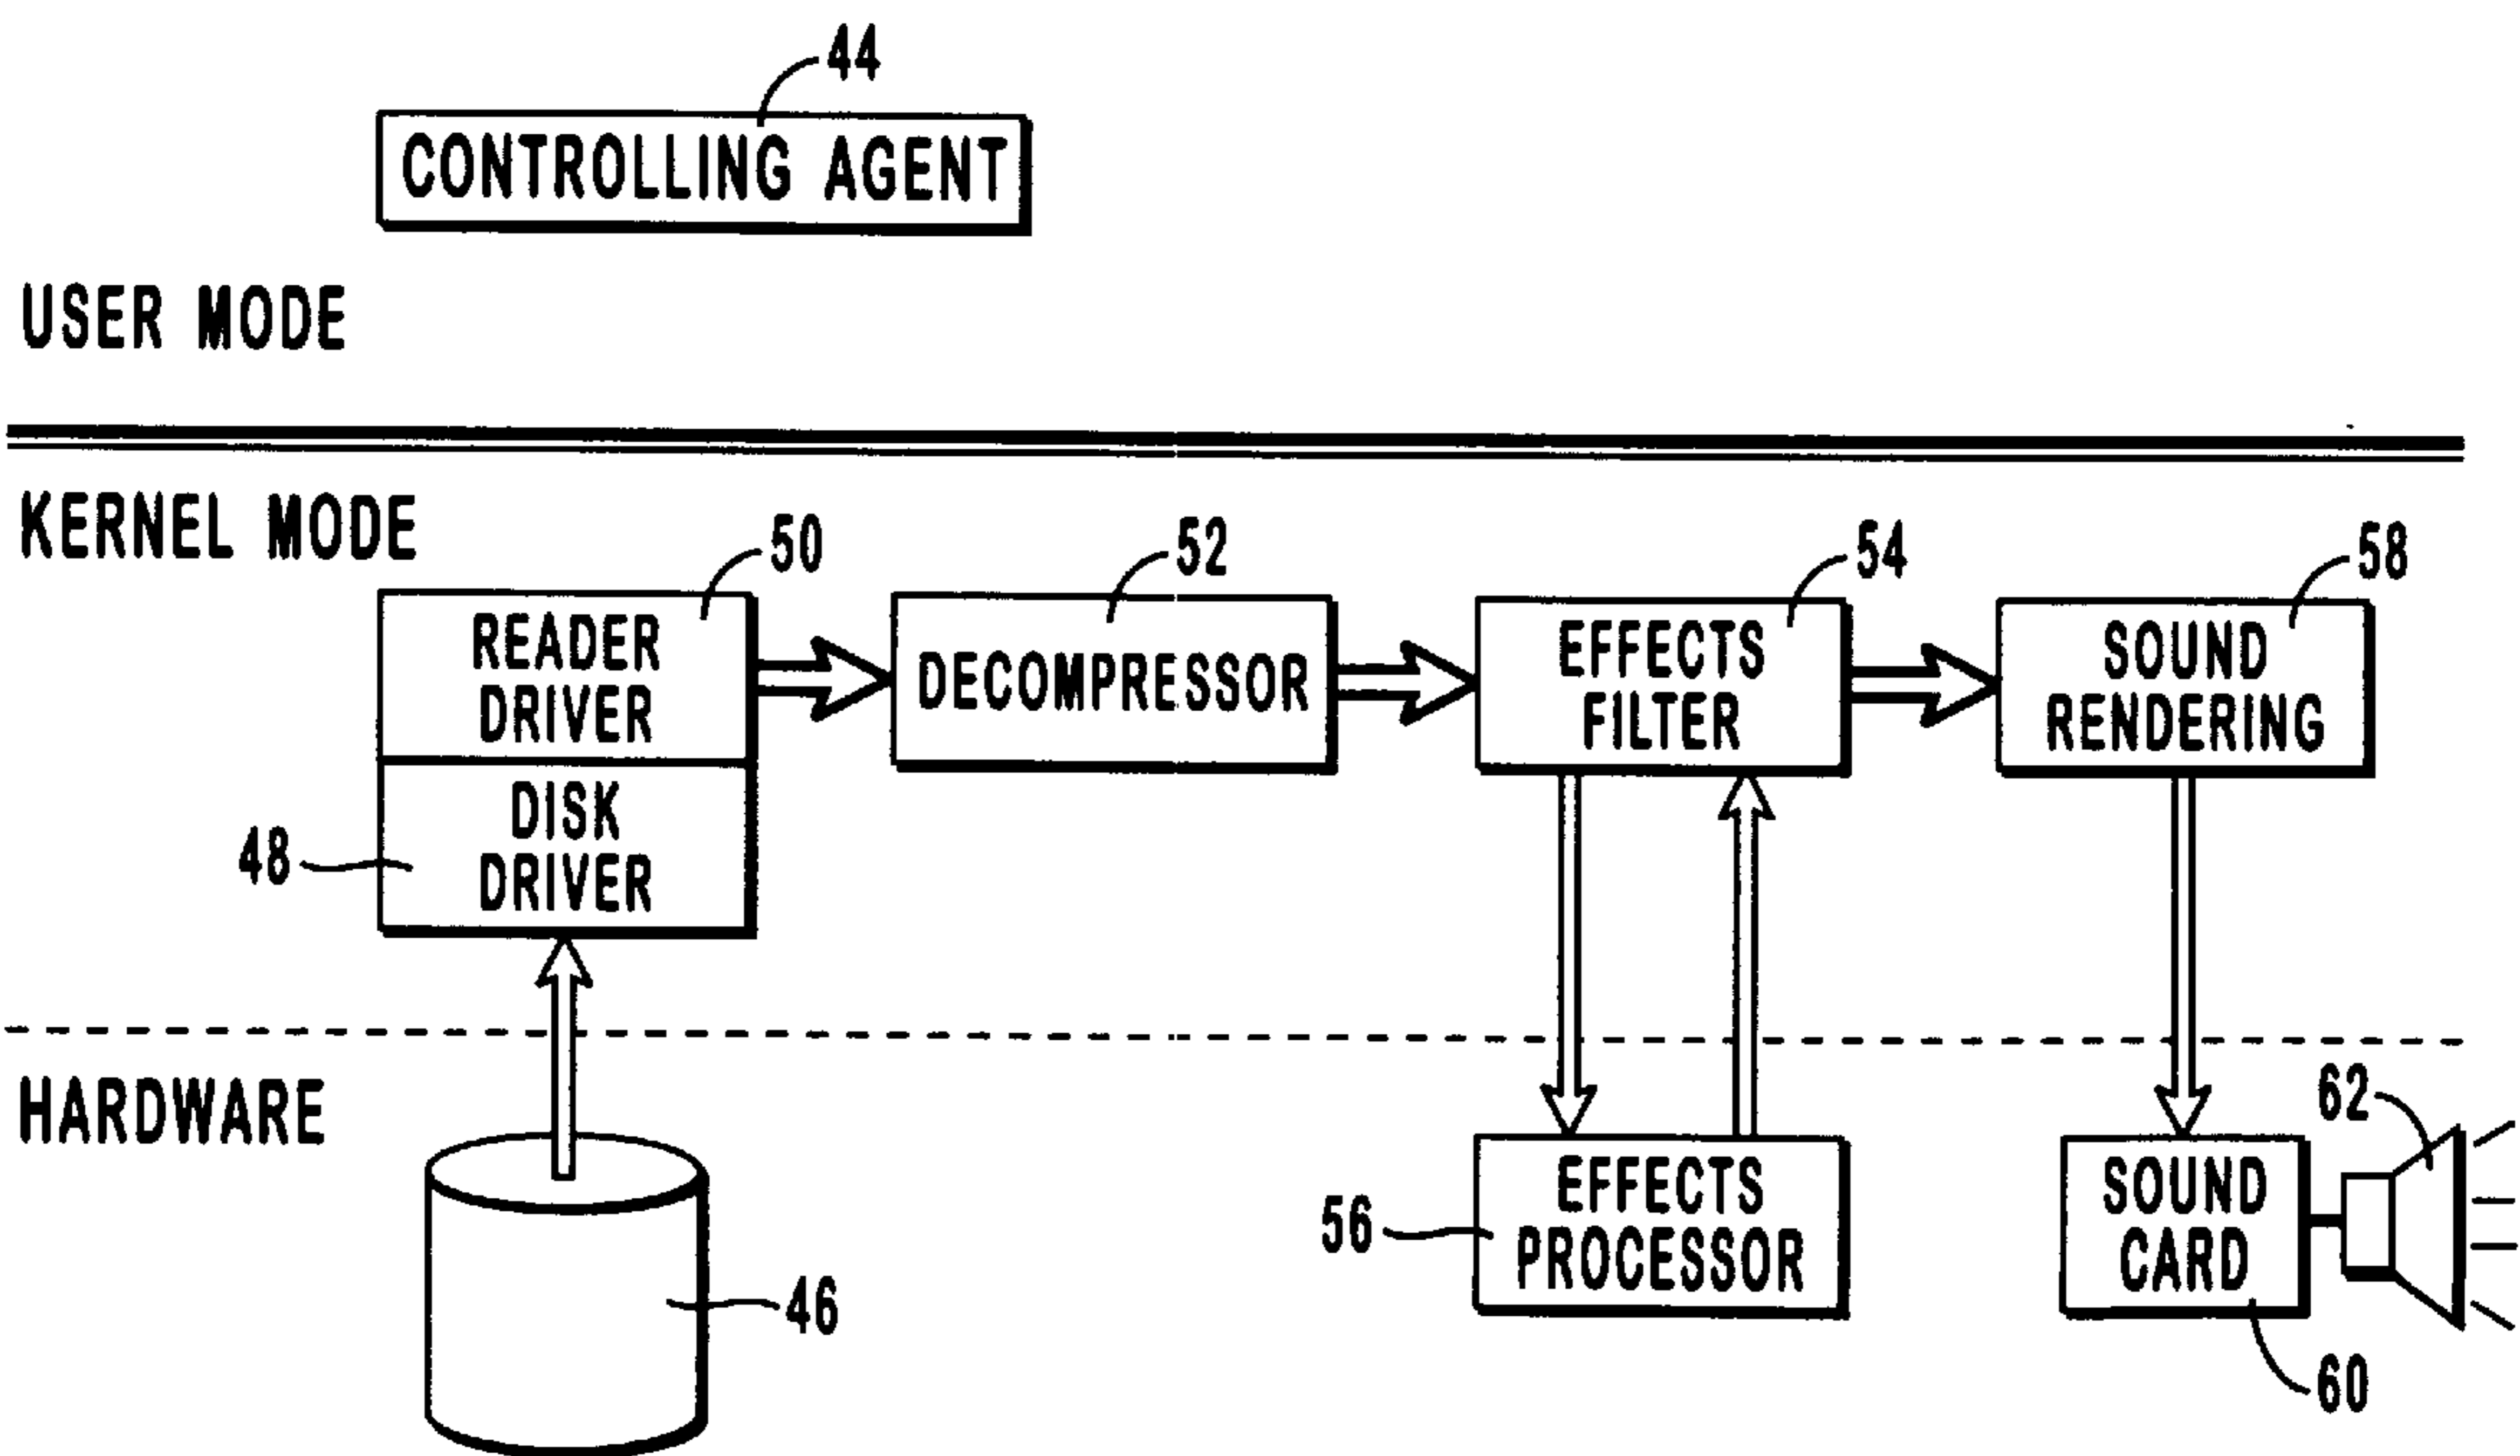 44
CONTROLLING AGENT
USER MODE
KERNEL MODE
50
52
54
58
READER
DRIVER
DECOMPRESSOR
EFFECTS
FILTER
SOUND
RENDERING
DISK
DRIVER
48
HARDWARE
62
EFFECTS
PROCESSOR
56
SOUND
CARD
46
60